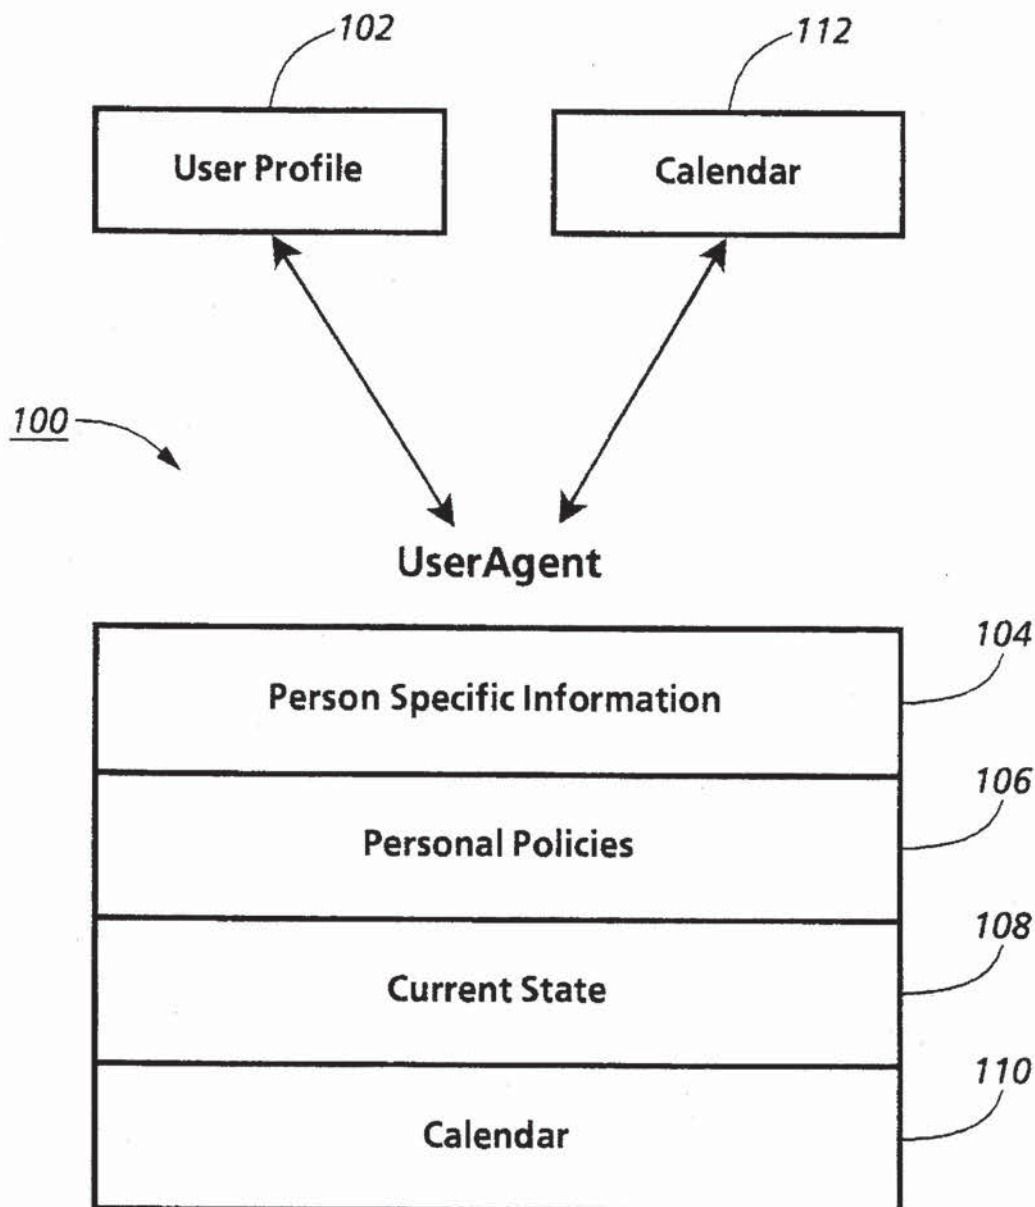 102
112
User Profile
Calendar
100
UserAgent
104
Person Specific Information
106
Personal Policies
108
Current State
110
Calendar